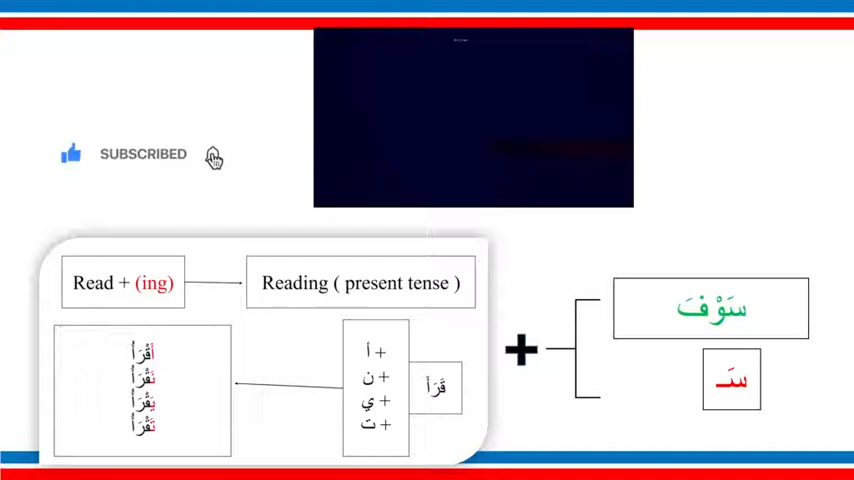 SUBSCRIBED
Read + (ing)
Reading ( present tense )
سَوْفَ
سَـ
أَقْرَأُ
نَقْرَأُ
يَقْرَأُ
تَقْرَأُ
+ أ
+ ن
+ ي
+ ت
قَرَأَ
+